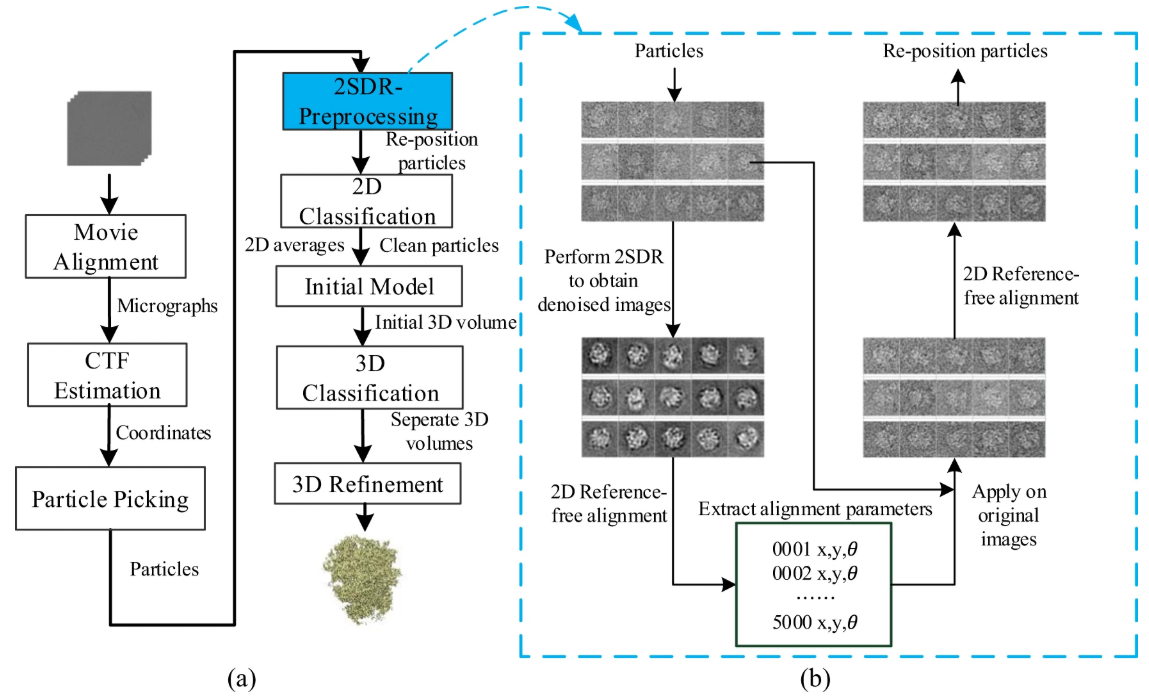 Movie
Alignment
Micrographs
CTF
Estimation
Coordinates
Particle Picking
Particles
2SDR-
Preprocessing
Re-position
particles
2D
Classification
2D averages
Clean particles
Initial Model
Initial 3D volume
3D
Classification
Seperate 3D
volumes
3D Refinement
(a)
Particles
Perform 2SDR
to obtain
denoised images
2D Reference-
free alignment
Extract alignment parameters
0001 x,y,θ
0002 x,y,θ
......
5000 x,y,θ
Apply on
original
images
2D Reference-
free alignment
Re-position particles
(b)